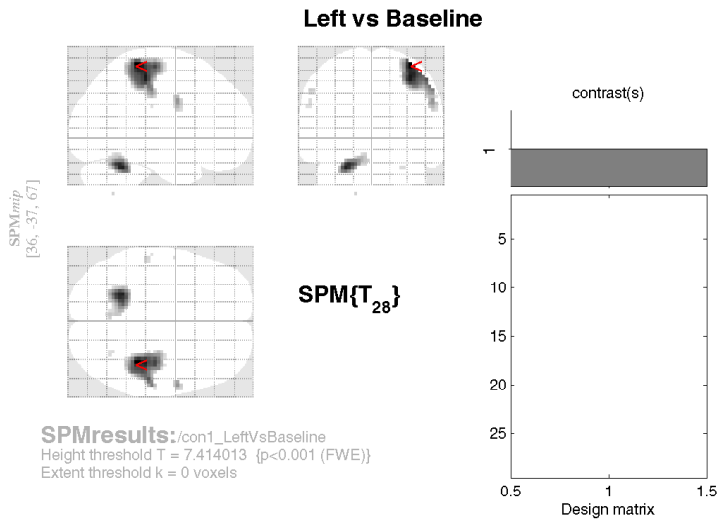 Left vs Baseline
<
<
contrast(s)
1
SPMmip
[36, -37, 67]
<
SPM{T28}
5
10
15
20
25
0.5 1 1.5
Design matrix
SPMresults: ./con1_LeftVsBaseline
Height threshold T = 7.414013 {p<0.001 (FWE)}
Extent threshold k = 0 voxels